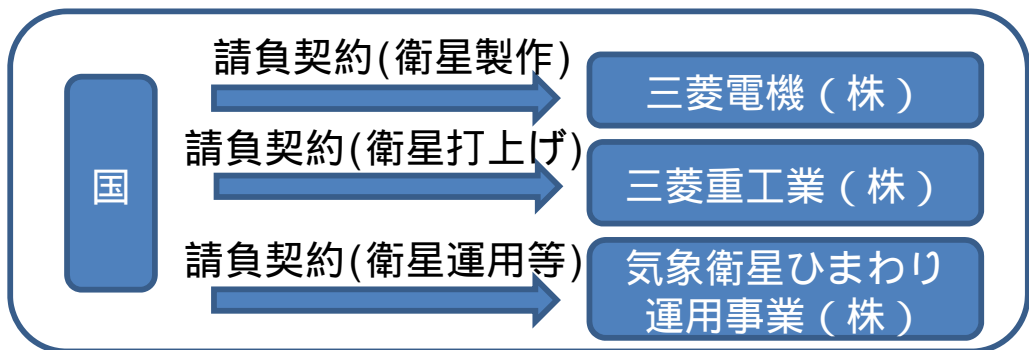 国
請負契約(衛星製作)
三菱電機（株）
請負契約(衛星打上げ)
三菱重工業（株）
請負契約(衛星運用等)
気象衛星ひまわり
運用事業（株）